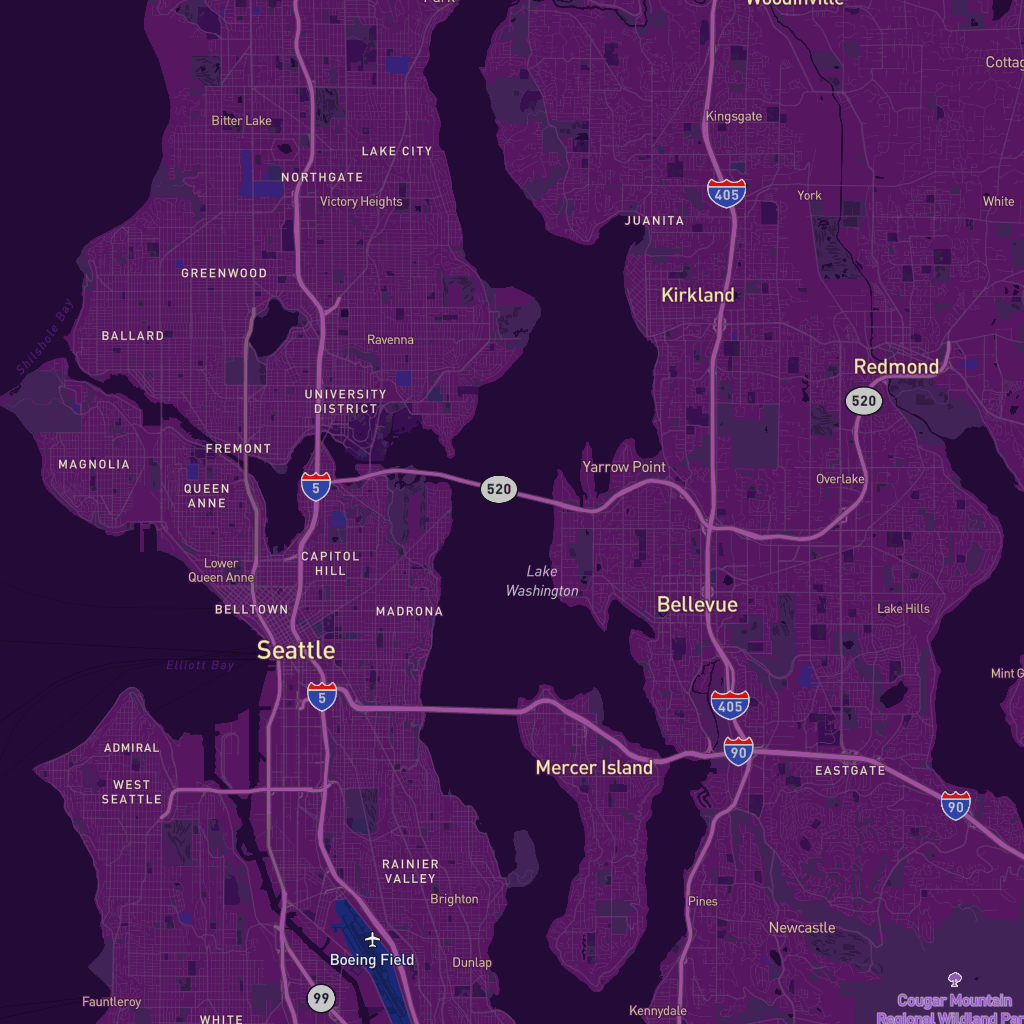 Woodinville
Park
Cottag
Bitter Lake
Kingsgate
LAKE CITY
NORTHGATE
405
Victory Heights
York
White
JUANITA
GREENWOOD
Kirkland
Shilshole Bay
BALLARD
Ravenna
Redmond
UNIVERSITY
DISTRICT
520
FREMONT
MAGNOLIA
Yarrow Point
Overlake
QUEEN
ANNE
5
520
CAPITOL
HILL
Lower
Queen Anne
Lake
Washington
BELLTOWN
MADRONA
Bellevue
Lake Hills
Seattle
Elliott Bay
Mint G
5
405
ADMIRAL
90
Mercer Island
EASTGATE
WEST
SEATTLE
90
RAINIER
VALLEY
Brighton
Pines
Newcastle
Boeing Field
Dunlap
99
Fauntleroy
Kennydale
Cougar Mountain
Regional Wildland Par
WHITE